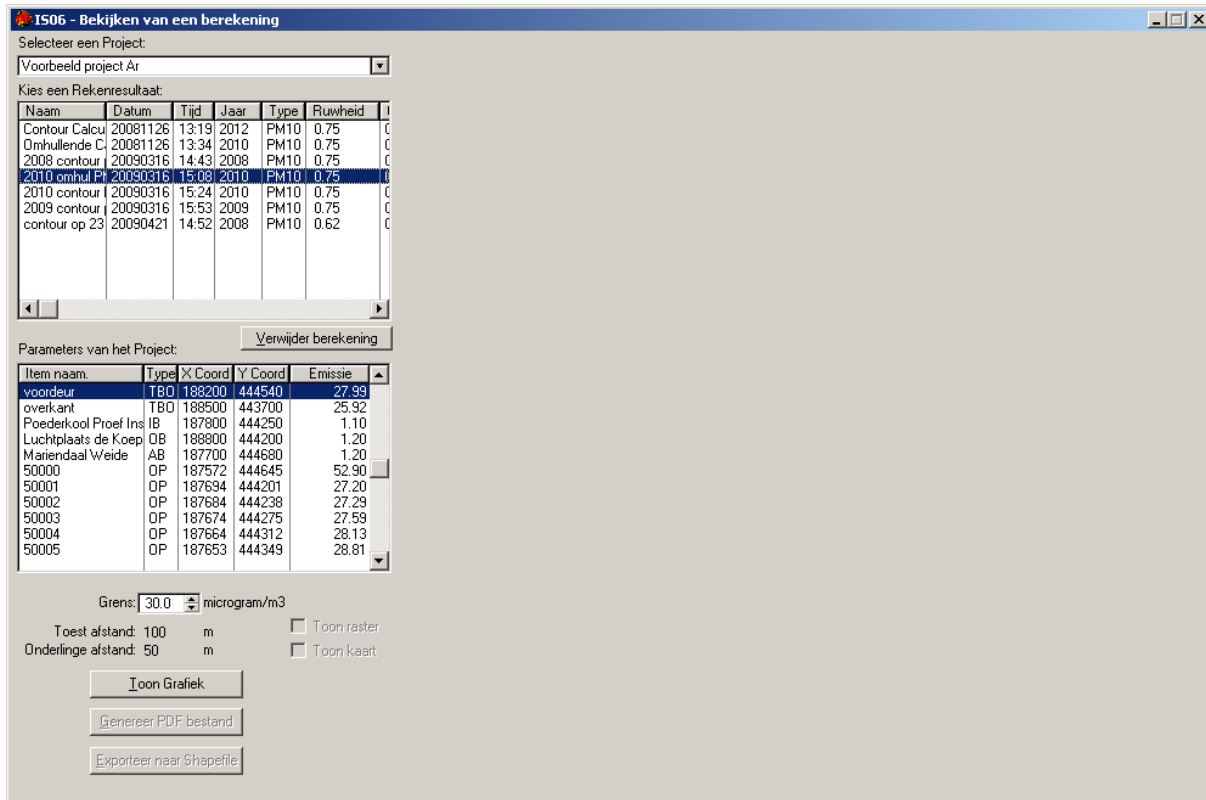 IS06 - Bekijken van een berekening
Selecteer een Project:
Voorbeeld project Ar
Kies een Rekenresultaat:
Naam Datum Tijd Jaar Type Ruwheid
Contour Calcu 20081126 13:19 2012 PM10 0.75
Omhullende C 20081126 13:34 2010 PM10 0.75
2008 contour 20090316 14:43 2008 PM10 0.75
2010 omhul 20090316 15:08 2010 PM10 0.75
2010 contour 20090316 15:24 2010 PM10 0.75
2009 contour 20090316 15:53 2009 PM10 0.75
contour op 23 20090421 14:52 2008 PM10 0.62
Verwijder berekening
Parameters van het Project:
Item naam. Type X Coord Y Coord Emissie
voordeur TBO 188200 444540 27.99
overkant TBO 188500 443700 25.92
Poederkool Proef Ins IB 187800 444250 1.10
Luchtplaats de Koep OB 188800 444200 1.20
Mariendaal Weide AB 187700 444680 1.20
50000 OP 187572 444645 52.90
50001 OP 187694 444201 27.20
50002 OP 187684 444238 27.29
50003 OP 187674 444275 27.59
50004 OP 187664 444312 28.13
50005 OP 187653 444349 28.81
Grens: 30.0 microgram/m3
Toest afstand: 100 m
Toon raster
Onderlinge afstand: 50 m
Toon kaart
Toon Grafiek
Genereer PDF bestand
Exporteer naar Shapefile